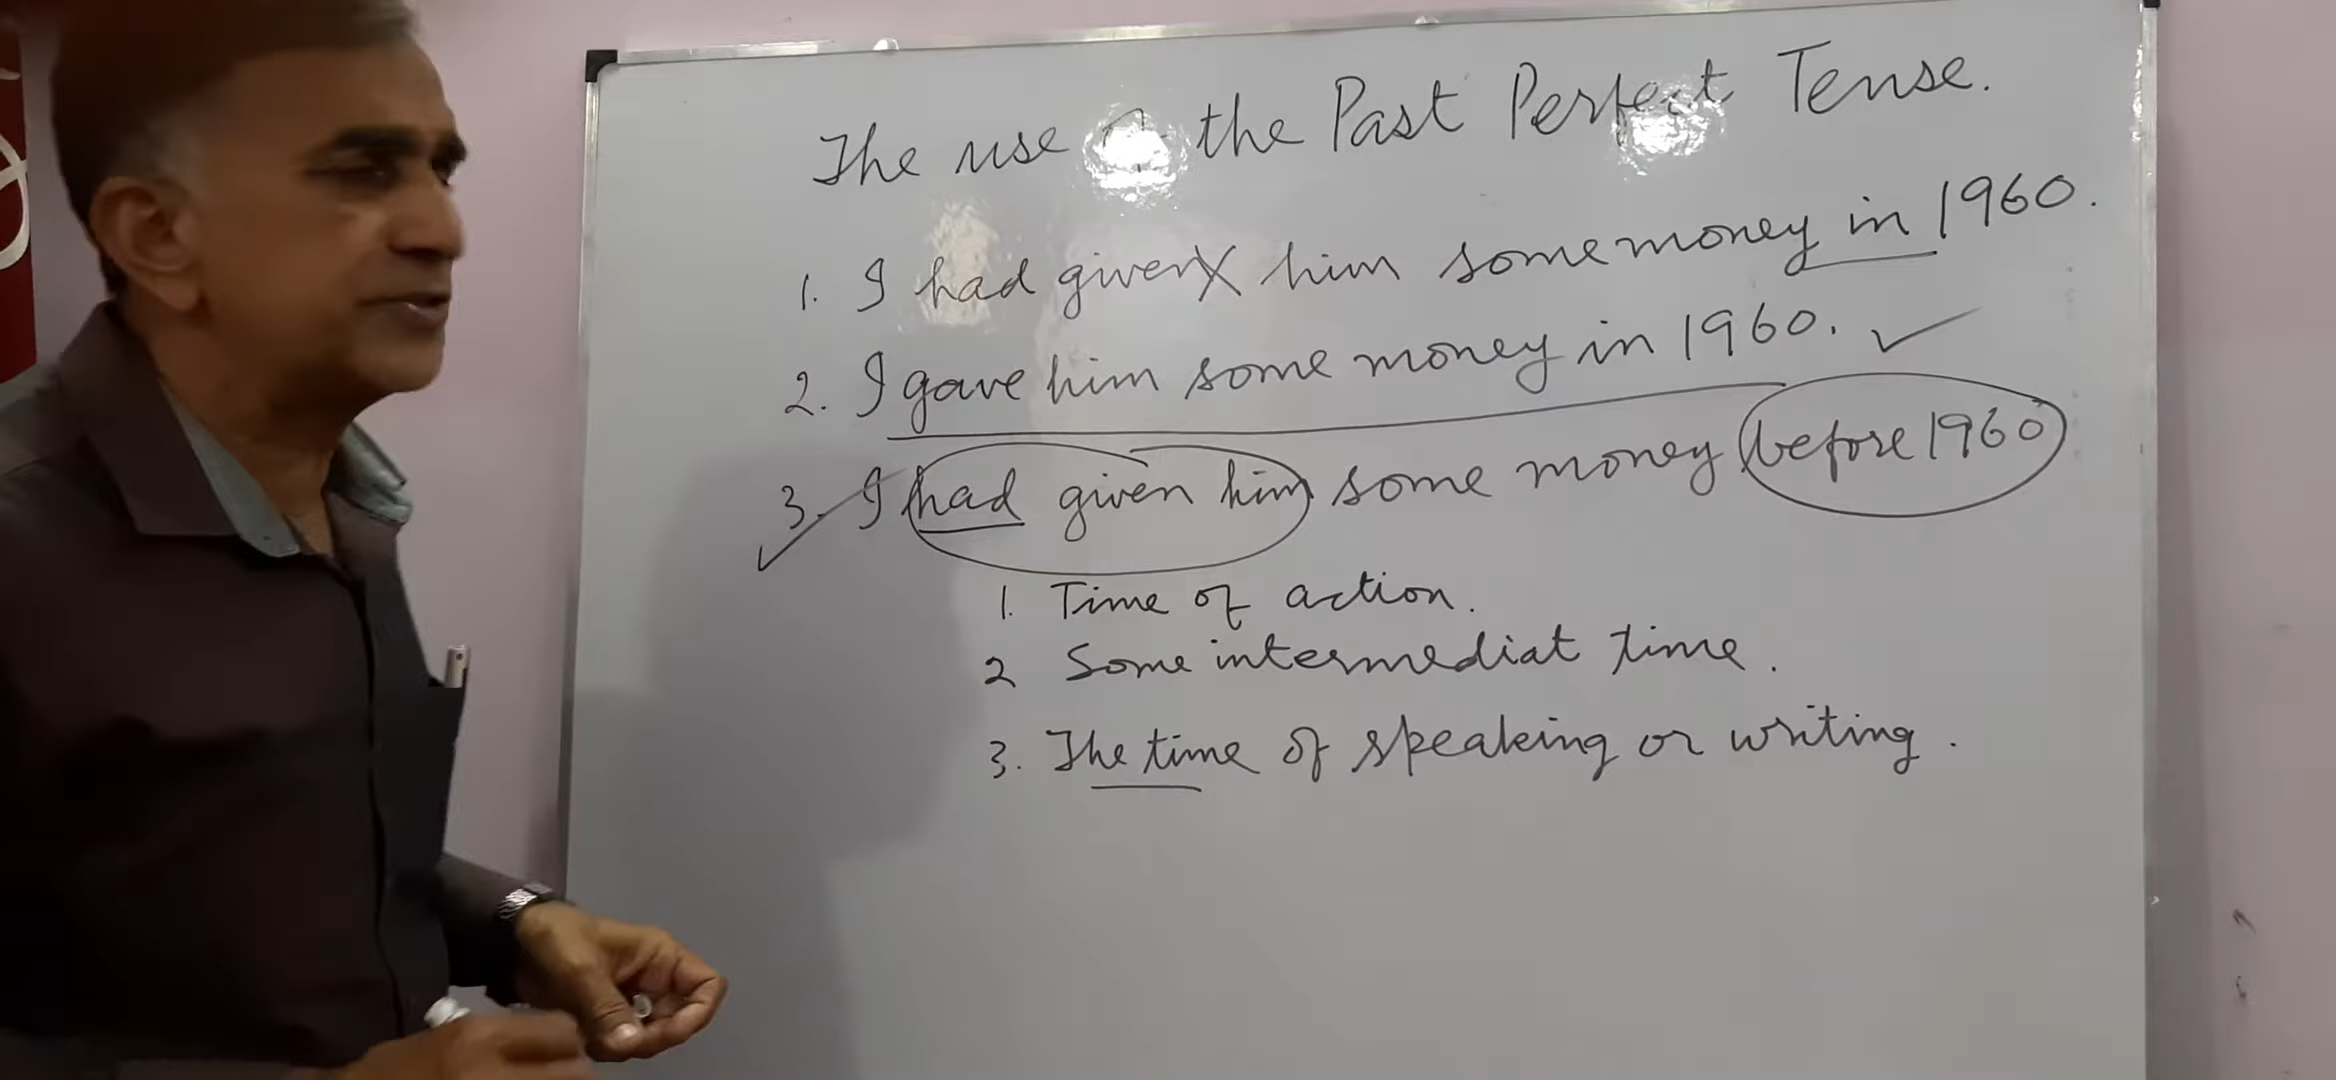 The use the Past Perfect Tense.
1. I had given X him some money in 1960.
2. I gave him some money in 1960. ✓
3. I had given him some money before 1960
1. Time of action.
2 Some intermediat time.
3. The time of speaking or writing.